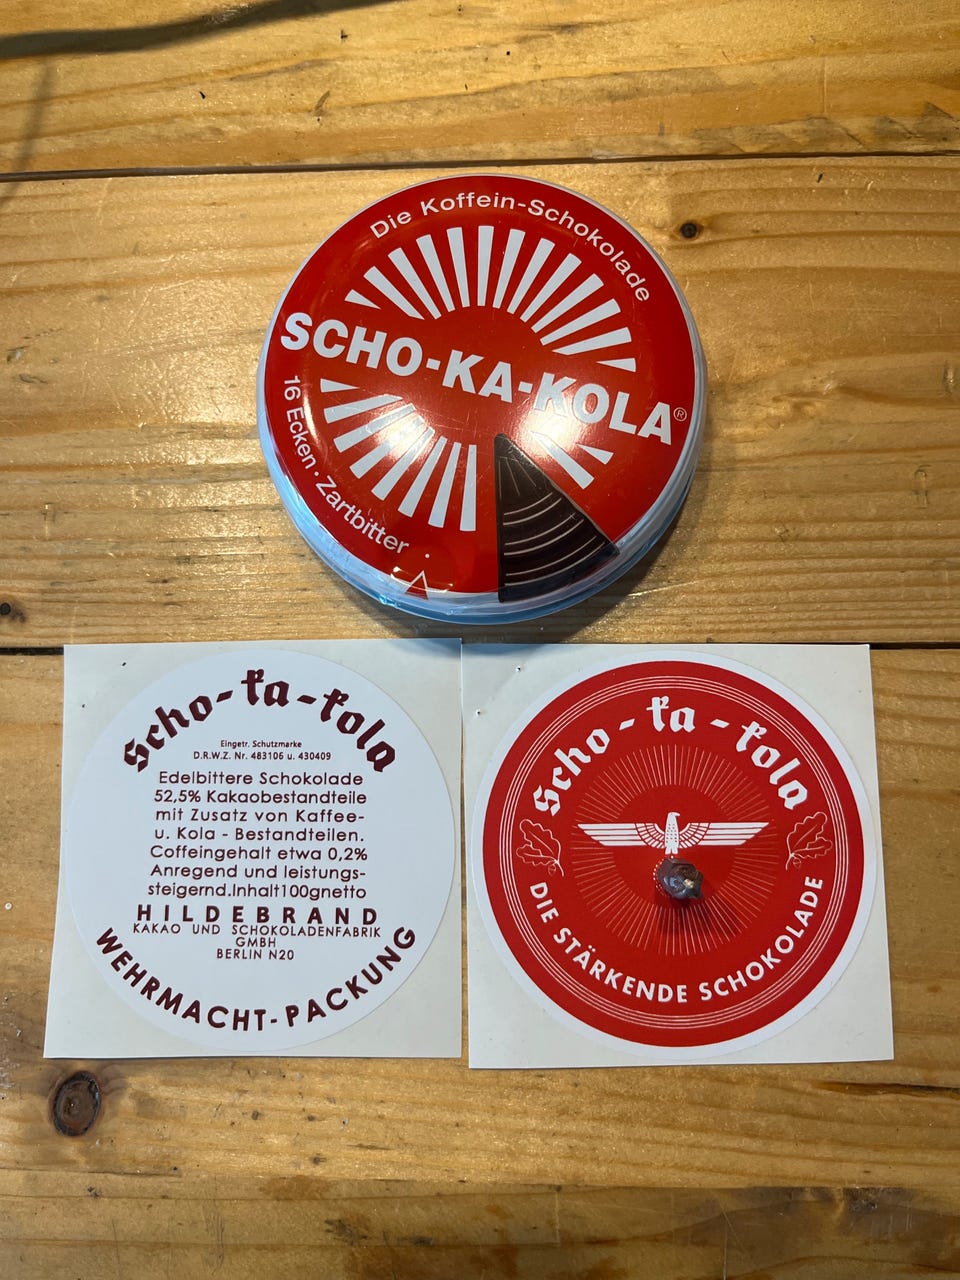 Die Koffein-Schokolade
SCHO-KA-KOLA®
16 Ecken · Zartbitter
Scho-ka-kola
Eingetr. Schutzmarke
D.R.W.Z. Nr. 483106 u. 430409
Edelbittere Schokolade
52,5% Kakaobestandteile
mit Zusatz von Kaffee-
u. Kola - Bestandteilen.
Coffeingehalt etwa 0,2%
Anregend und leistungs-
steigernd.Inhalt100gnetto
HILDEBRAND
KAKAO UND SCHOKOLADENFABRIK
GMBH
BERLIN N20
WEHRMACHT-PACKUNG
Scho-ka-kola
DIE STÄRKENDE SCHOKOLADE